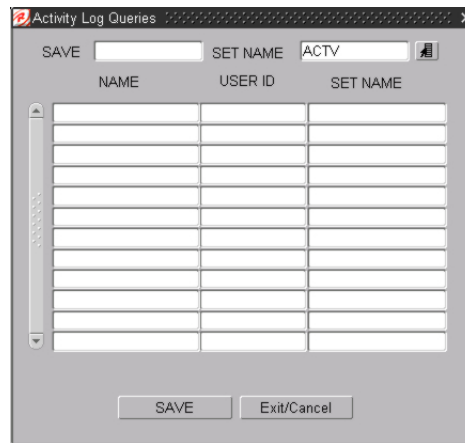 Activity Log Queries
SAVE SET NAME ACTV
NAME USER ID SET NAME
SAVE Exit/Cancel